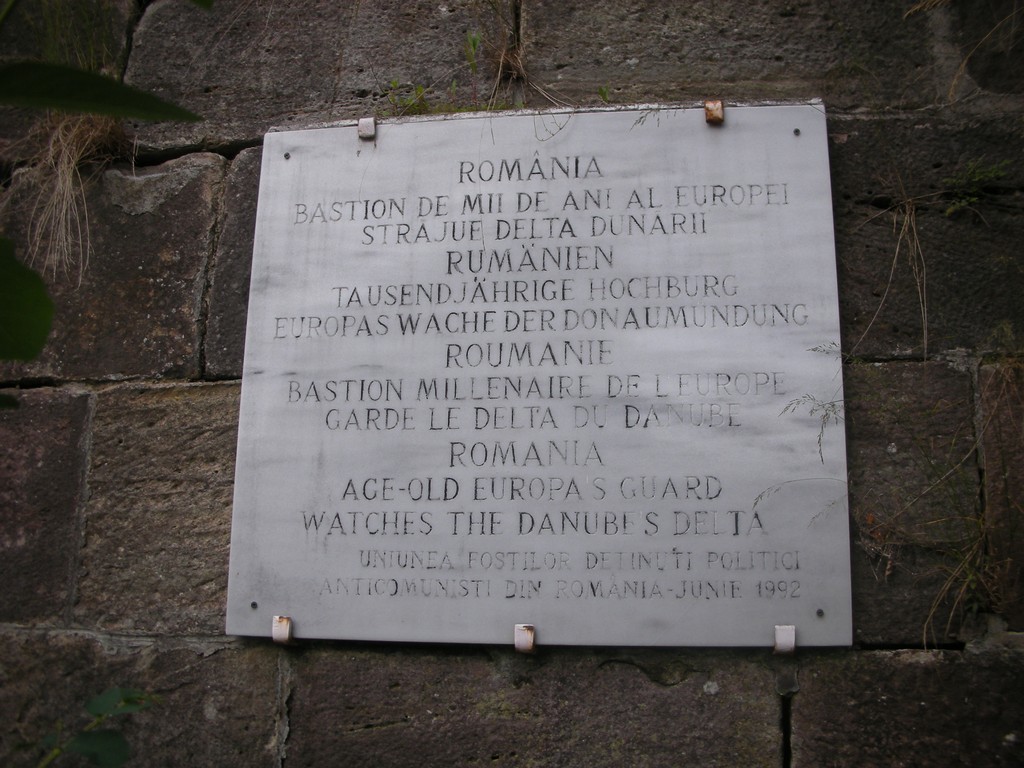 ROMÂNIA
BASTION DE MII DE ANI AL EUROPEI
STRĂJUE DELTA DUNARII
RUMÄNIEN
TAUSENDJÄHRIGE HOCHBURG
EUROPAS WACHE DER DONAUMUNDUNG
ROUMANIE
BASTION MILLENAIRE DE L'EUROPE
GARDE LE DELTA DU DANUBE
ROMANIA
AGE-OLD EUROPA'S GUARD
WATCHES THE DANUBE'S DELTA
UNIUNEA FOSTILOR DETINUȚI POLITICI
ANTICOMUNISTI DIN ROMÂNIA-JUNIE 1992